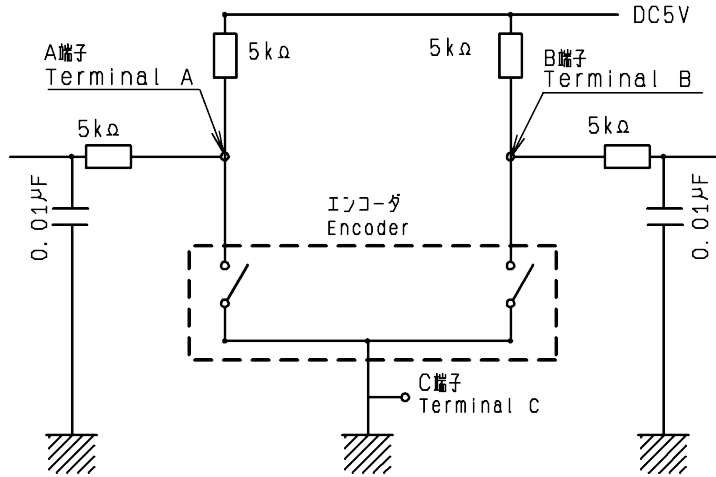 DC5V
A端子
Terminal A
5kΩ
5kΩ
B端子
Terminal B
5kΩ
5kΩ
0.01μF
エンコーダ
Encoder
0.01μF
C端子
Terminal C